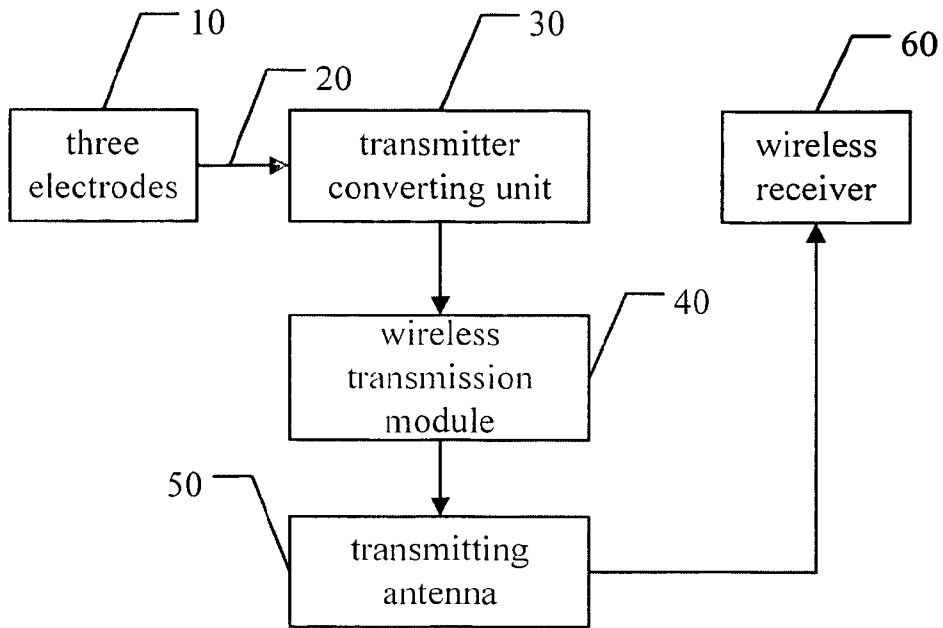 10
20
30
60
three
electrodes
transmitter
converting unit
wireless
receiver
40
wireless
transmission
module
50
transmitting
antenna